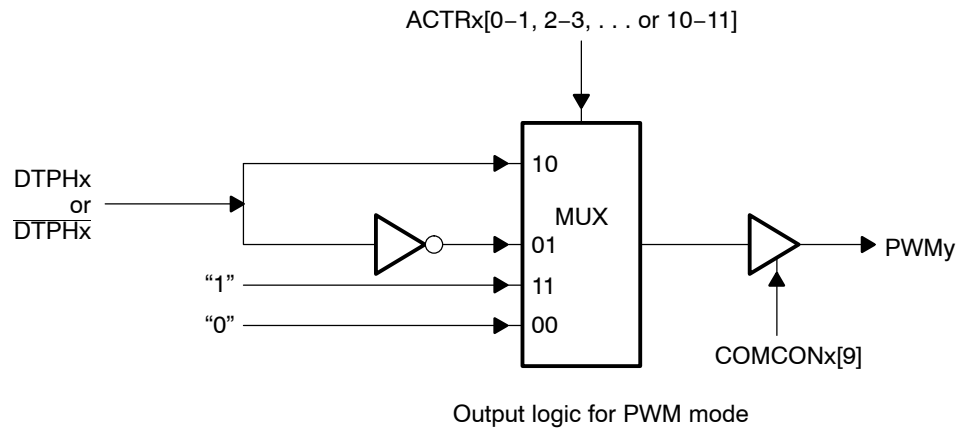 ACTRx[0–1, 2–3, . . . or 10–11]
DTPHx
or
DTPHx
10
MUX
01
“1”
11
“0”
00
PWMy
COMCONx[9]
Output logic for PWM mode